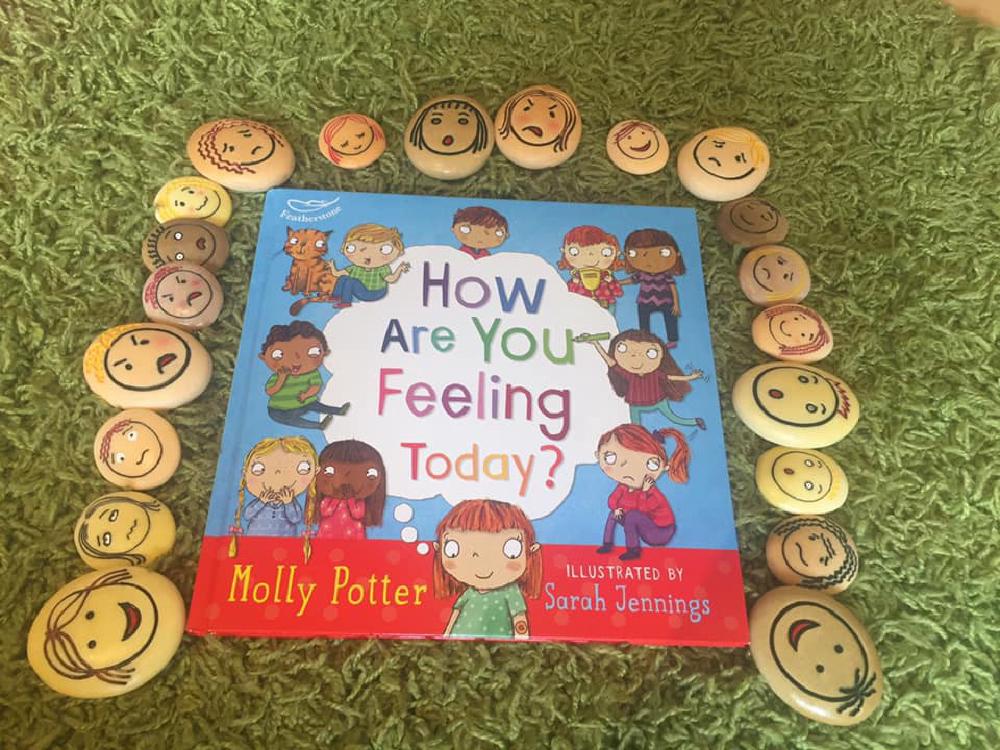 Featherstone
How
Are You
Feeling
Today?
Molly Potter
ILLUSTRATED BY
Sarah Jennings